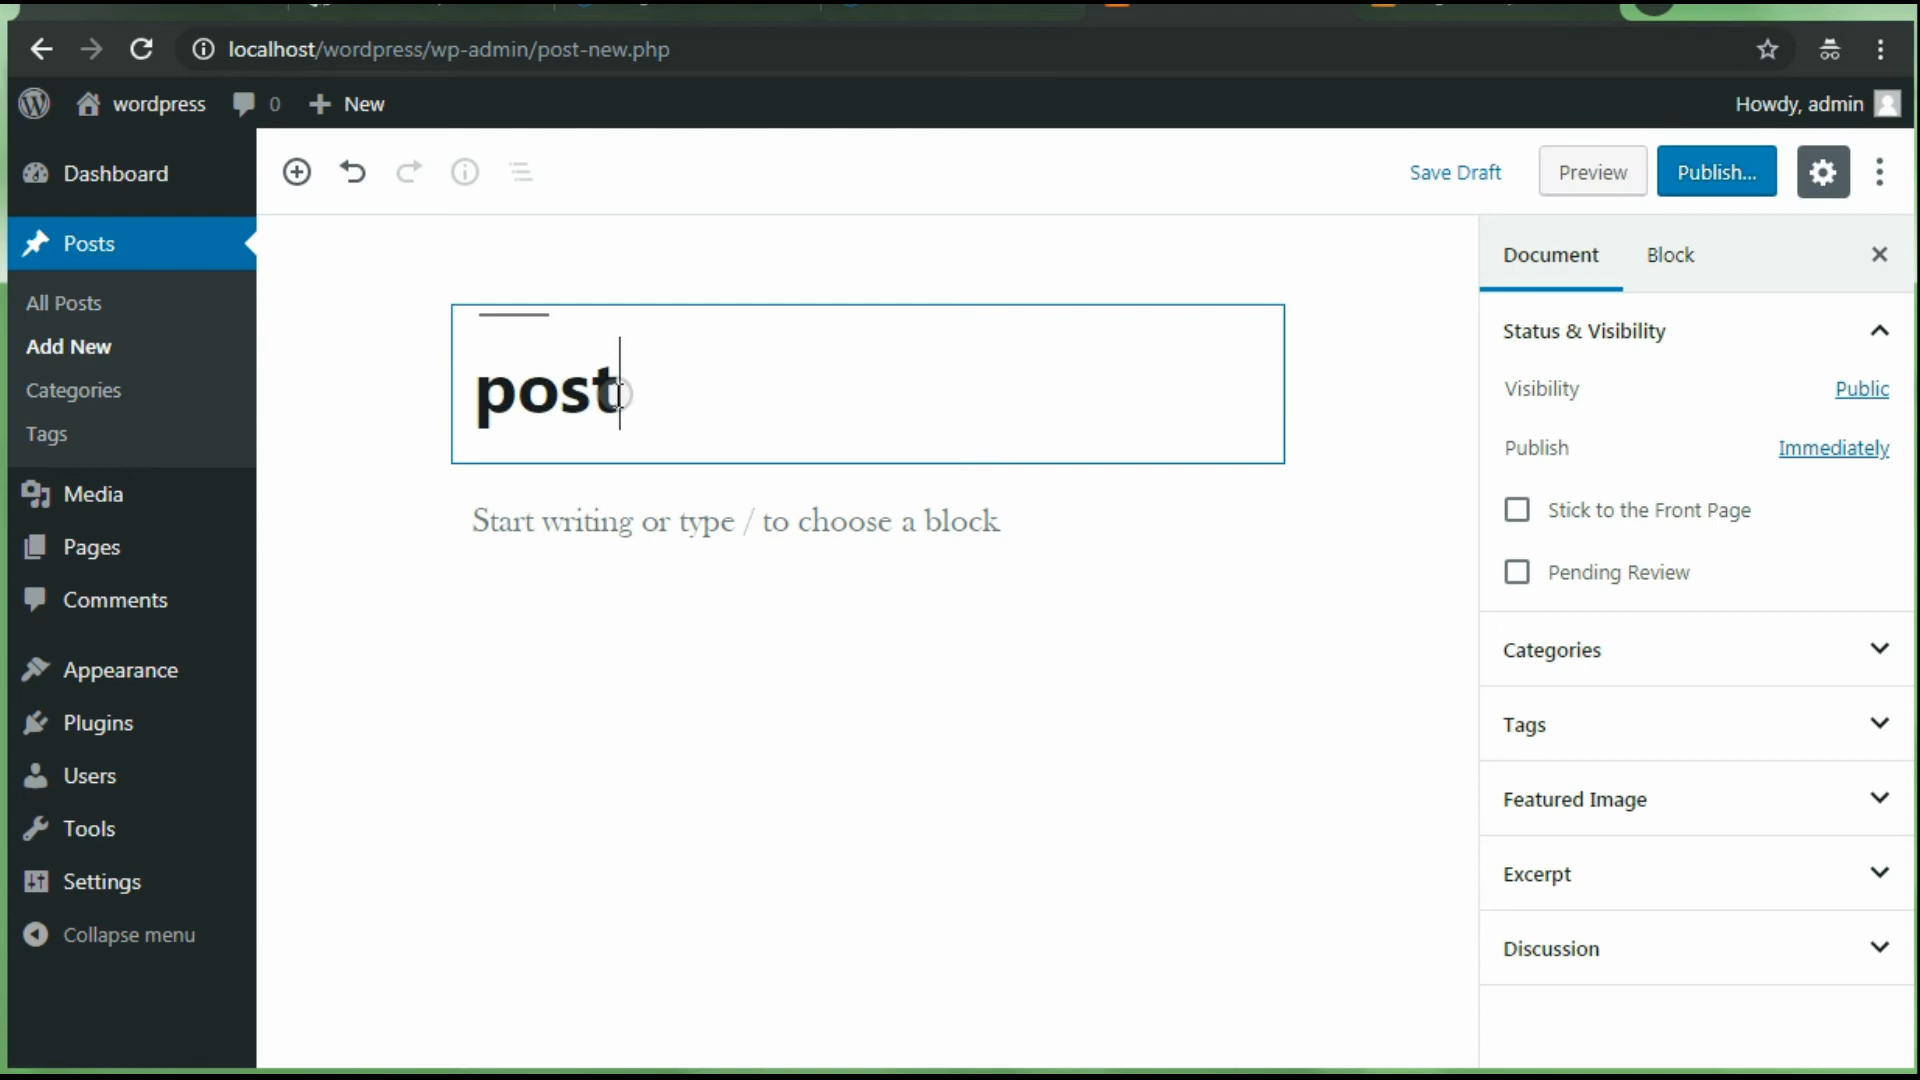 localhost/wordpress/wp-admin/post-new.php
wordpress 0 New Howdy, admin
Dashboard
Posts
All Posts
Add New
Categories
Tags
Media
Pages
Comments
Appearance
Plugins
Users
Tools
Settings
Collapse menu
Save Draft Preview Publish...
post
Start writing or type / to choose a block
Document Block
Status & Visibility
Visibility Public
Publish Immediately
Stick to the Front Page
Pending Review
Categories
Tags
Featured Image
Excerpt
Discussion